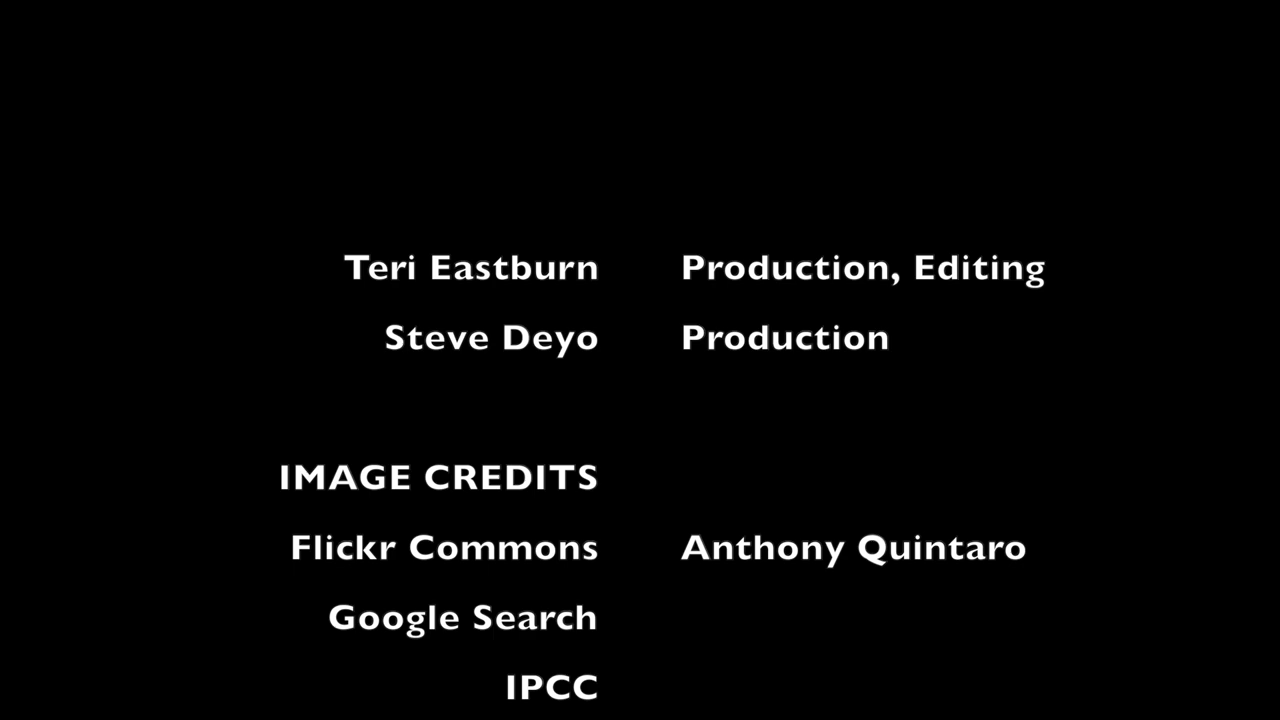 Teri Eastburn Production, Editing
Steve Deyo Production
IMAGE CREDITS
Flickr Commons Anthony Quintaro
Google Search
IPCC